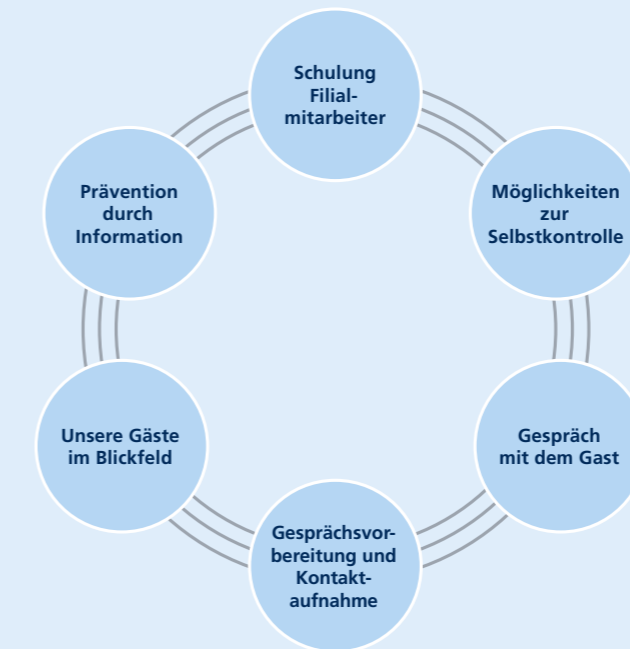 Schulung
Filial-
mitarbeiter
Möglichkeiten
zur
Selbstkontrolle
Gespräch
mit dem Gast
Gesprächsvor-
bereitung und
Kontakt-
aufnahme
Unsere Gäste
im Blickfeld
Prävention
durch
Information